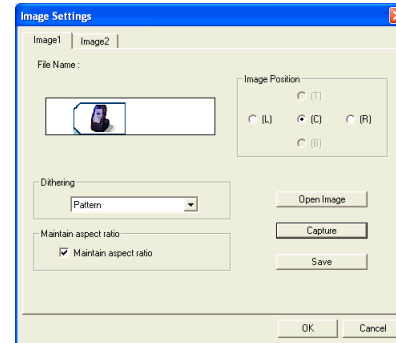 Image Settings
Image1 Image2
File Name :
Image Position
(T)
(L) (C) (R)
(B)
Dithering
Pattern
Open Image
Maintain aspect ratio
Capture
Maintain aspect ratio
Save
OK Cancel